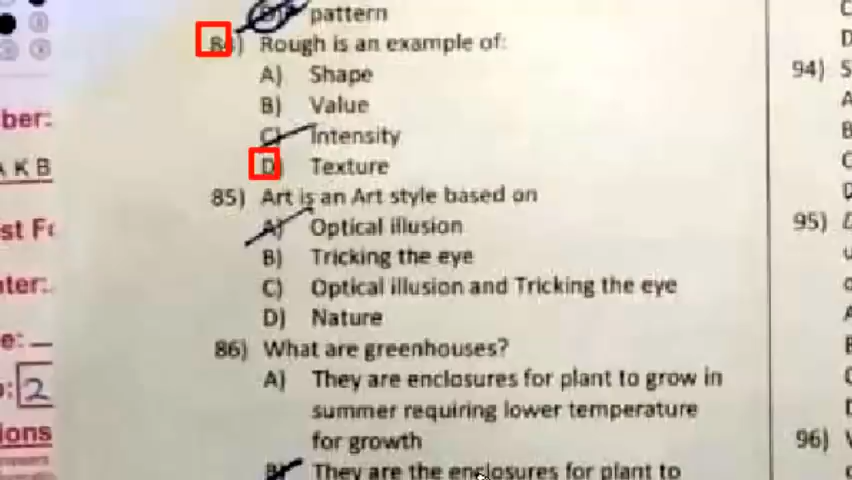 pattern
84) Rough is an example of:
A) Shape
B) Value
C) Intensity
D) Texture
85) Art is an Art style based on
A) Optical illusion
B) Tricking the eye
C) Optical illusion and Tricking the eye
D) Nature
86) What are greenhouses?
A) They are enclosures for plant to grow in
summer requiring lower temperature
for growth
B) They are the enclosures for plant to
ber:
A K B
st Fo
nter:
e:
2
ions
94) S
A
B
C
D
95)
A
B
C
D
96)